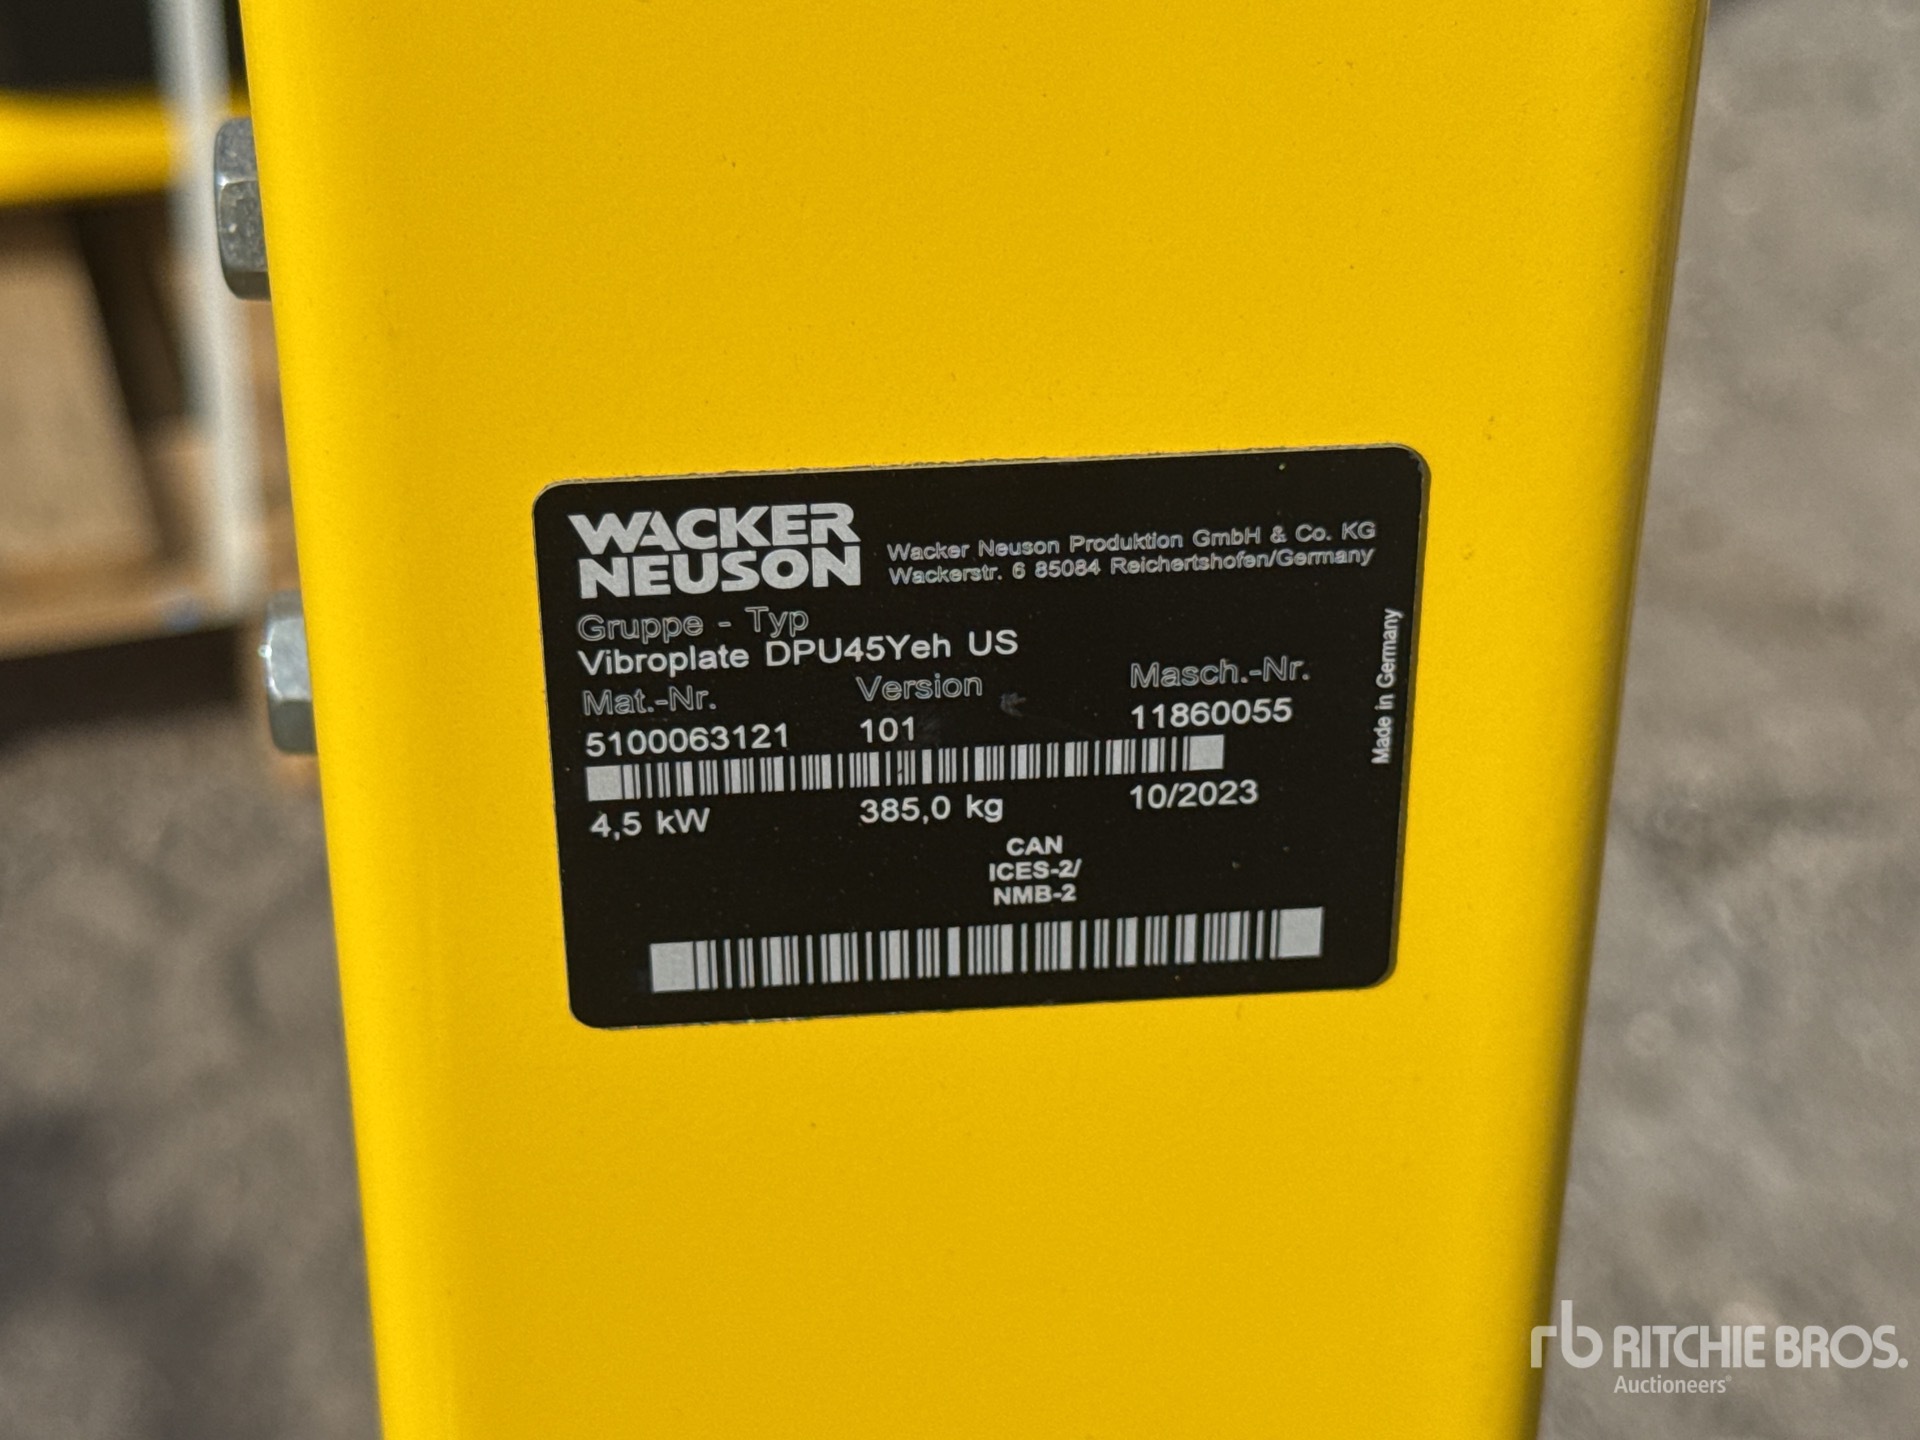 WACKER
NEUSON
Wacker Neuson Produktion GmbH & Co. KG
Wackerstr. 6 85084 Reichertshofen/Germany
Gruppe - Typ
Vibroplate DPU45Yeh US
Mat.-Nr. Version Masch.-Nr.
5100063121 101 11860055
4,5 kW 385,0 kg 10/2023
CAN
ICES-2/
NMB-2
Made in Germany
rb RITCHIE BROS.
Auctioneers